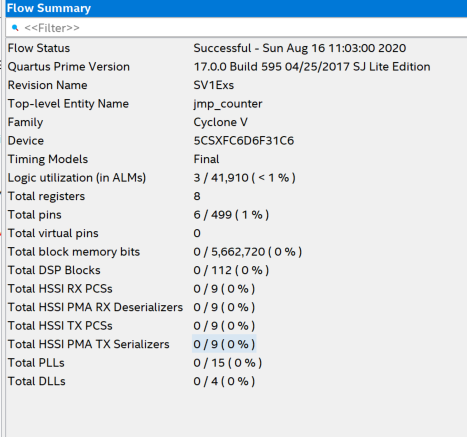 Flow Summary
<<Filter>>
Flow Status Successful - Sun Aug 16 11:03:00 2020
Quartus Prime Version 17.0.0 Build 595 04/25/2017 SJ Lite Edition
Revision Name SV1Exs
Top-level Entity Name jmp_counter
Family Cyclone V
Device 5CSXFC6D6F31C6
Timing Models Final
Logic utilization (in ALMs) 3 / 41,910 ( < 1 % )
Total registers 8
Total pins 6 / 499 ( 1 % )
Total virtual pins 0
Total block memory bits 0 / 5,662,720 ( 0 % )
Total DSP Blocks 0 / 112 ( 0 % )
Total HSSI RX PCSs 0 / 9 ( 0 % )
Total HSSI PMA RX Deserializers 0 / 9 ( 0 % )
Total HSSI TX PCSs 0 / 9 ( 0 % )
Total HSSI PMA TX Serializers 0 / 9 ( 0 % )
Total PLLs 0 / 15 ( 0 % )
Total DLLs 0 / 4 ( 0 % )